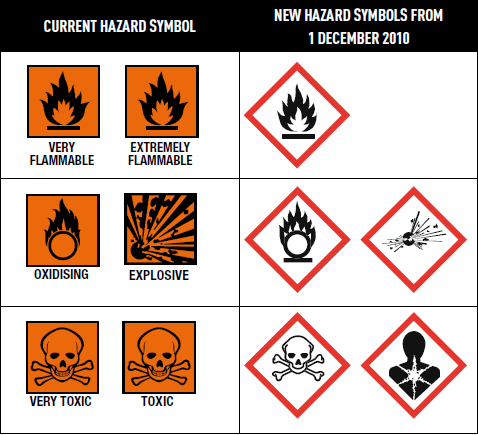 CURRENT HAZARD SYMBOL
NEW HAZARD SYMBOLS FROM
1 DECEMBER 2010
VERY
FLAMMABLE
EXTREMELY
FLAMMABLE
OXIDISING
EXPLOSIVE
VERY TOXIC
TOXIC